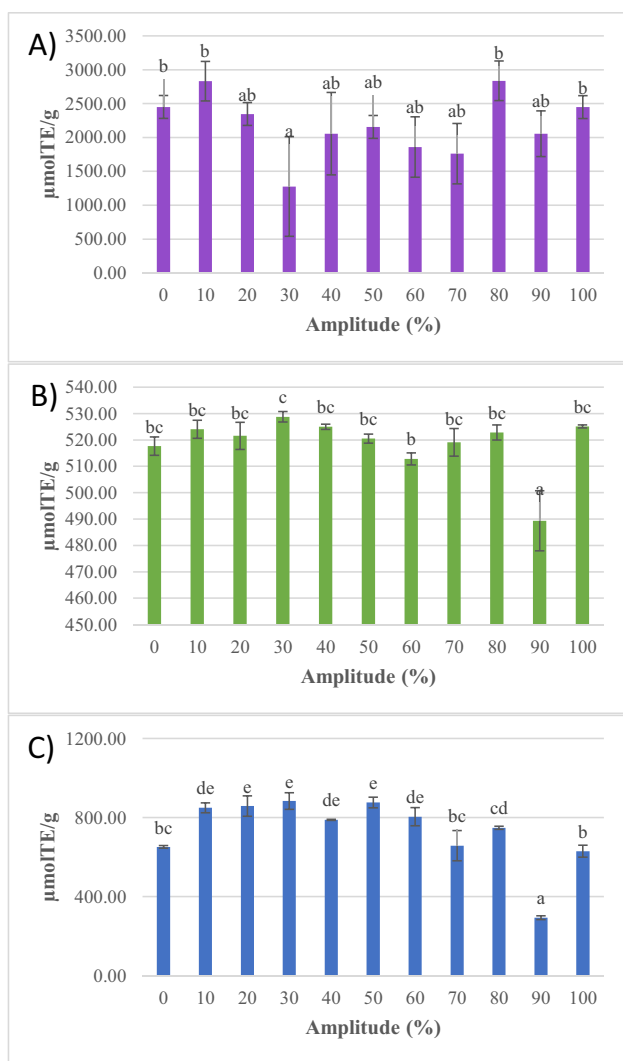 A)
3500.00
3000.00
2500.00
2000.00
1500.00
1000.00
500.00
0.00
µmolTE/g
b b ab a ab ab ab ab b ab b
0 10 20 30 40 50 60 70 80 90 100
Amplitude (%)
B)
540.00
530.00
520.00
510.00
500.00
490.00
480.00
470.00
460.00
450.00
µmolTE/g
bc bc bc c bc bc b bc bc a bc
0 10 20 30 40 50 60 70 80 90 100
Amplitude (%)
C)
1200.00
800.00
400.00
0.00
µmolTE/g
bc de e e de e de bc cd a b
0 10 20 30 40 50 60 70 80 90 100
Amplitude (%)